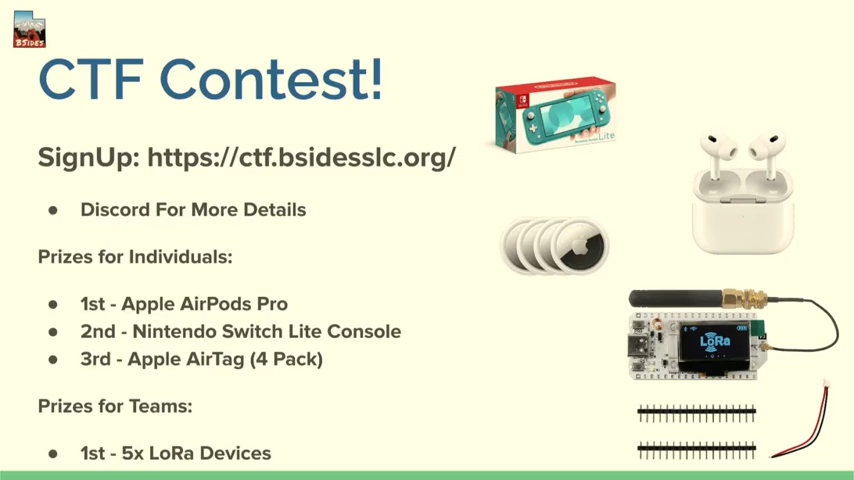 BSIDES
CTF Contest!
SignUp: https://ctf.bsidesslc.org/
● Discord For More Details
Prizes for Individuals:
● 1st - Apple AirPods Pro
● 2nd - Nintendo Switch Lite Console
● 3rd - Apple AirTag (4 Pack)
Prizes for Teams:
● 1st - 5x LoRa Devices
Lite
LoRa